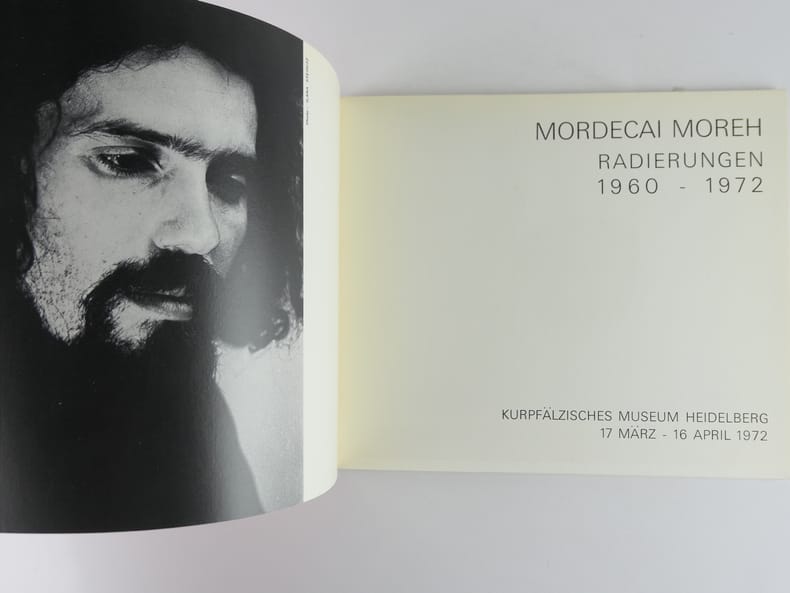 MORDECAI MOREH
RADIERUNGEN
1960 - 1972
KURPFÄLZISCHES MUSEUM HEIDELBERG
17 MÄRZ - 16 APRIL 1972